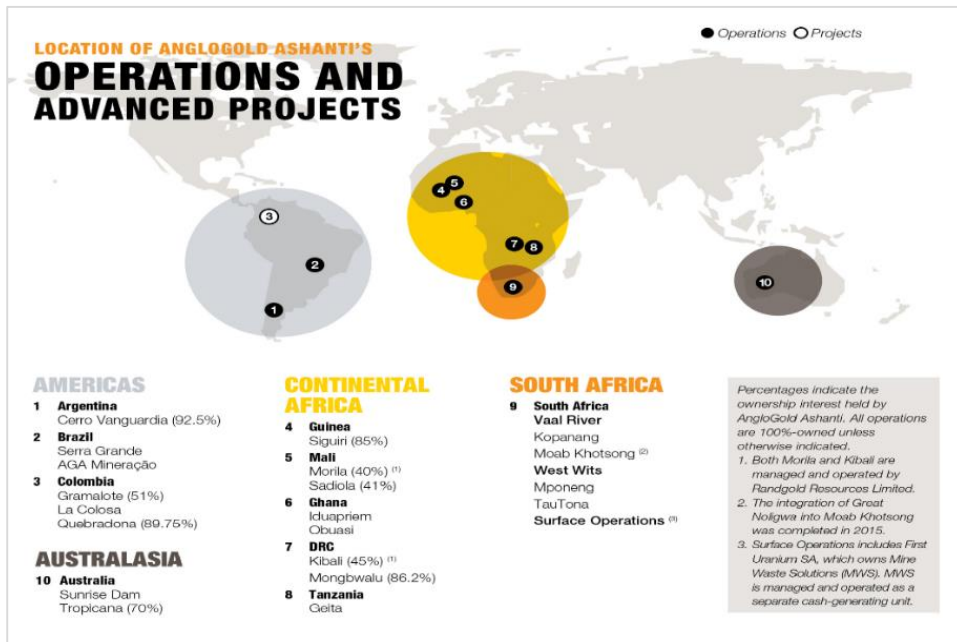 LOCATION OF ANGLOGOLD ASHANTI'S
OPERATIONS AND
ADVANCED PROJECTS
Operations Projects
1
2
3
4
5
6
7
8
9
10
AMERICAS
1 Argentina
Cerro Vanguardia (92.5%)
2 Brazil
Serra Grande
AGA Mineração
3 Colombia
Gramalote (51%)
La Colosa
Quebradona (89.75%)
AUSTRALASIA
10 Australia
Sunrise Dam
Tropicana (70%)
CONTINENTAL
AFRICA
4 Guinea
Siguiri (85%)
5 Mali
Morila (40%) (1)
Sadiola (41%)
6 Ghana
Iduapriem
Obuasi
7 DRC
Kibali (45%) (1)
Mongbwalu (86.2%)
8 Tanzania
Geita
SOUTH AFRICA
9 South Africa
Vaal River
Kopanang
Moab Khotsong (2)
West Wits
Mponeng
TauTona
Surface Operations (3)
Percentages indicate the
ownership interest held by
AngloGold Ashanti. All operations
are 100%-owned unless
otherwise indicated.
1. Both Morila and Kibali are
managed and operated by
Randgold Resources Limited.
2. The integration of Great
Noligwa into Moab Khotsong
was completed in 2015.
3. Surface Operations includes First
Uranium SA, which owns Mine
Waste Solutions (MWS). MWS
is managed and operated as a
separate cash-generating unit.